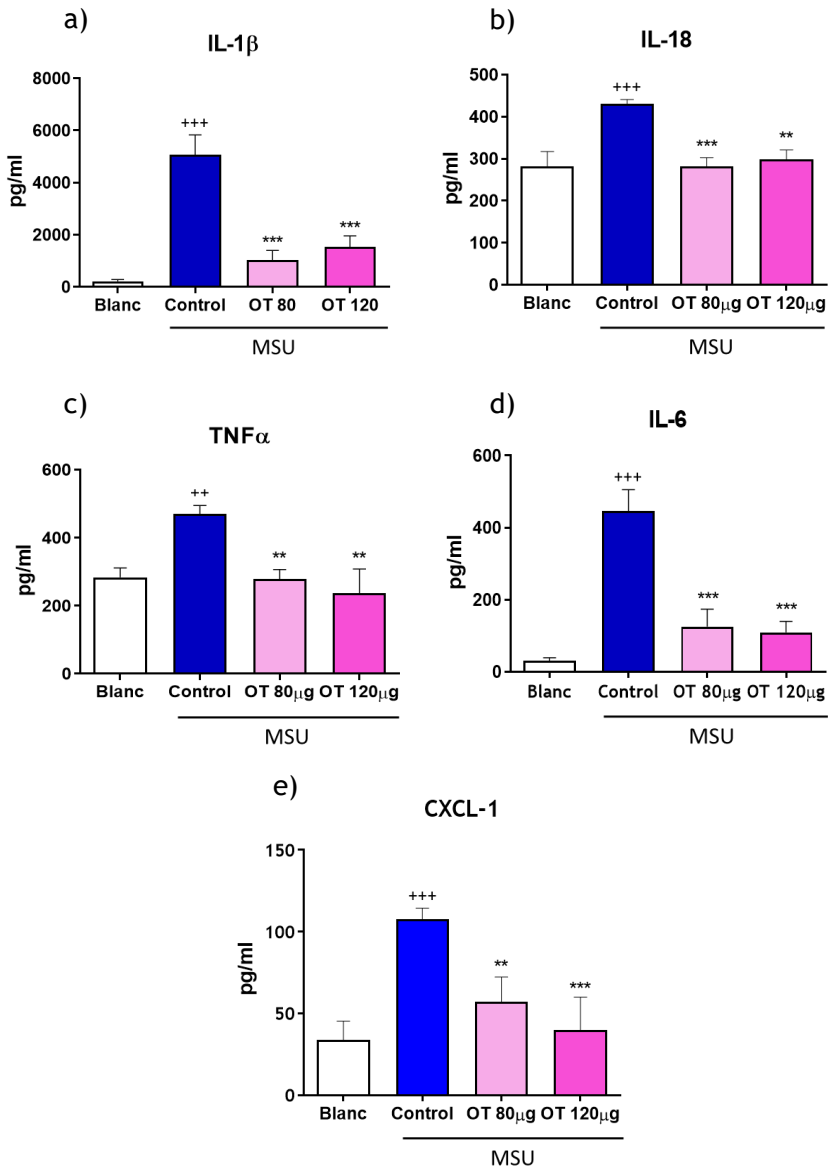 a)
IL-1β
8000
6000
4000
2000
0
pg/ml
+++
***
***
Blanc Control OT 80 OT 120
MSU
b)
IL-18
500
400
300
200
100
0
pg/ml
+++
***
**
Blanc Control OT 80µg OT 120µg
MSU
c)
TNFα
600
400
200
0
pg/ml
++
**
**
Blanc Control OT 80µg OT 120µg
MSU
d)
IL-6
600
400
200
0
pg/ml
+++
***
***
Blanc Control OT 80µg OT 120µg
MSU
e)
CXCL-1
150
100
50
0
pg/ml
+++
**
***
Blanc Control OT 80µg OT 120µg
MSU